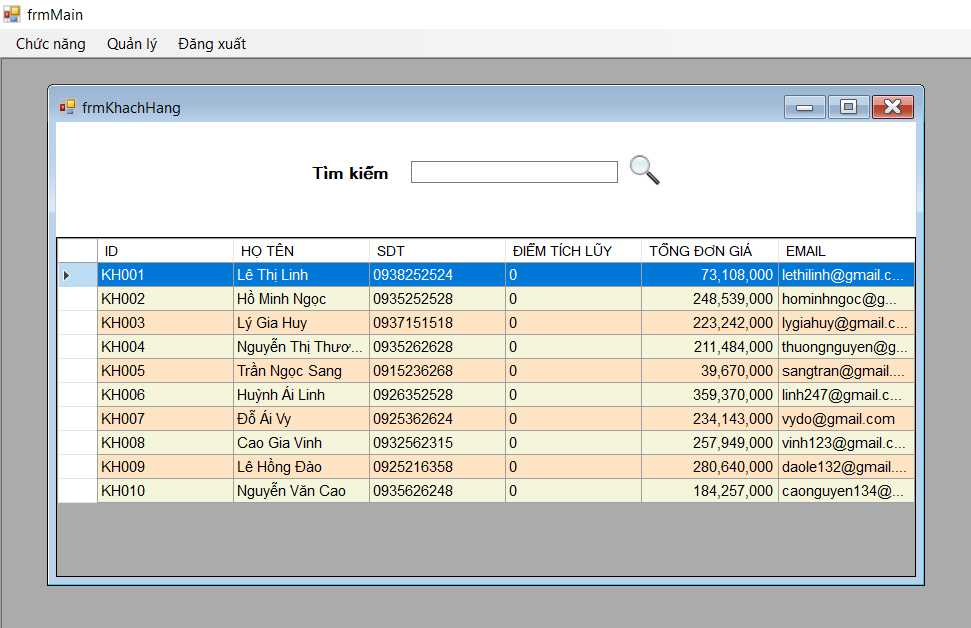 frmMain
Chức năng Quản lý Đăng xuất
frmKhachHang
Tìm kiếm
ID HỌ TÊN SDT ĐIỂM TÍCH LŨY TỔNG ĐƠN GIÁ EMAIL
KH001 Lê Thị Linh 0938252524 0 73,108,000 lethilinh@gmail.c...
KH002 Hồ Minh Ngọc 0935252528 0 248,539,000 hominhngoc@g...
KH003 Lý Gia Huy 0937151518 0 223,242,000 lygiahuy@gmail.c...
KH004 Nguyễn Thị Thươ... 0935262628 0 211,484,000 thuongnguyen@g...
KH005 Trần Ngọc Sang 0915236268 0 39,670,000 sangtran@gmail....
KH006 Huỳnh Ái Linh 0926352528 0 359,370,000 linh247@gmail.c...
KH007 Đỗ Ái Vy 0925362624 0 234,143,000 vydo@gmail.com
KH008 Cao Gia Vinh 0932562315 0 257,949,000 vinh123@gmail.c...
KH009 Lê Hồng Đào 0925216358 0 280,640,000 daole132@gmail....
KH010 Nguyễn Văn Cao 0935626248 0 184,257,000 caonguyen134@...